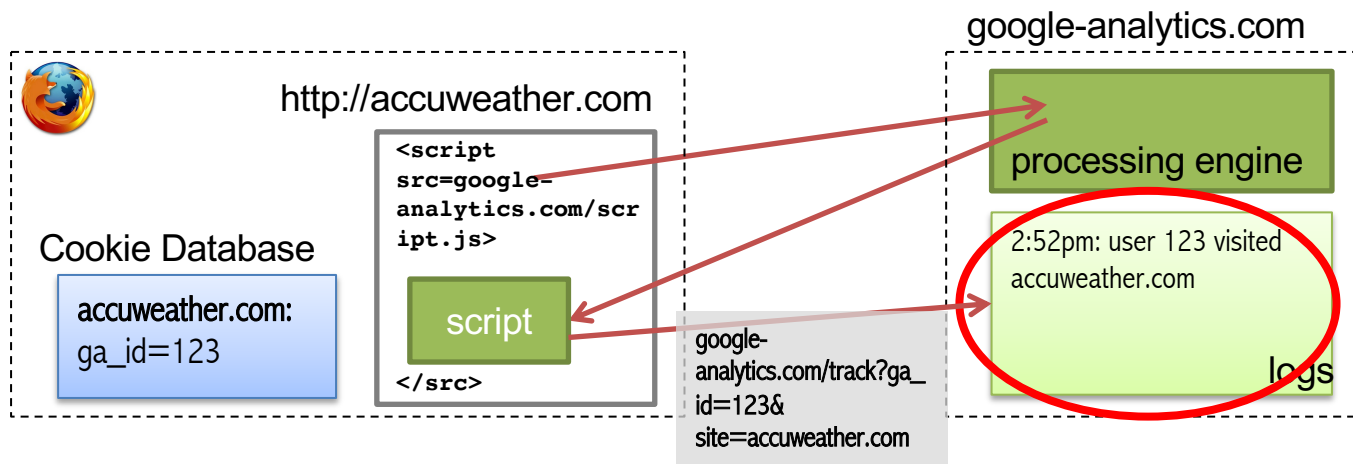 google-analytics.com
http://accuweather.com
<script
src=google-
analytics.com/scr
ipt.js>
script
</src>
Cookie Database
accuweather.com:
ga_id=123
processing engine
2:52pm: user 123 visited
accuweather.com
logs
google-
analytics.com/track?ga_
id=123&
site=accuweather.com